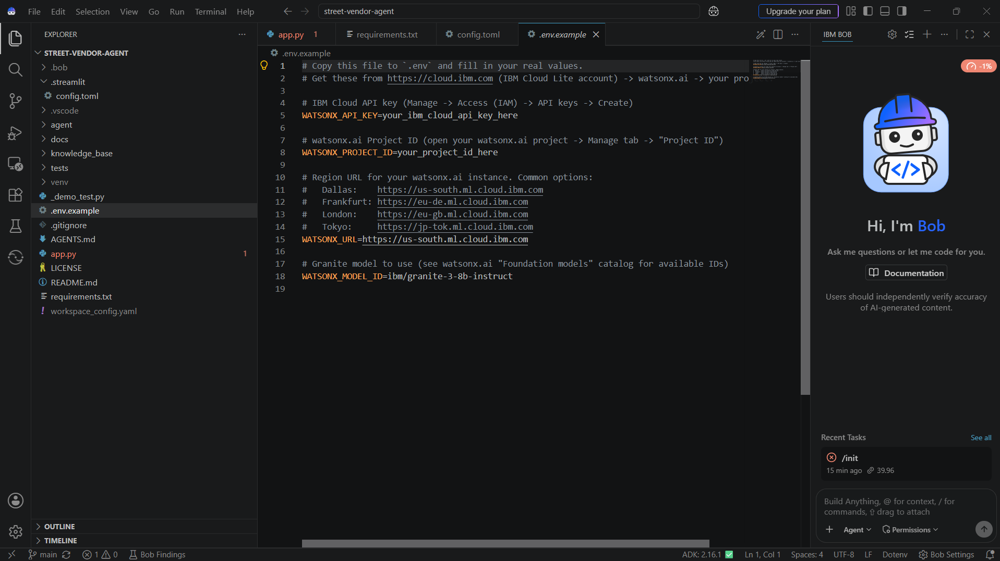 File Edit Selection View Go Run Terminal Help
street-vendor-agent
Upgrade your plan
EXPLORER
STREET-VENDOR-AGENT
.bob
.streamlit
config.toml
.vscode
agent
docs
knowledge_base
tests
venv
_demo_test.py
.env.example
.gitignore
AGENTS.md
app.py 1
LICENSE
README.md
requirements.txt
workspace_config.yaml
OUTLINE
TIMELINE
app.py 1 requirements.txt config.toml .env.example
.env.example
1 # Copy this file to `.env` and fill in your real values.
2 # Get these from https://cloud.ibm.com (IBM Cloud Lite account) -> watsonx.ai -> your pro
3
4 # IBM Cloud API key (Manage -> Access (IAM) -> API keys -> Create)
5 WATSONX_API_KEY=your_ibm_cloud_api_key_here
6
7 # watsonx.ai Project ID (open your watsonx.ai project -> Manage tab -> "Project ID")
8 WATSONX_PROJECT_ID=your_project_id_here
9
10 # Region URL for your watsonx.ai instance. Common options:
11 #   Dallas:    https://us-south.ml.cloud.ibm.com
12 #   Frankfurt: https://eu-de.ml.cloud.ibm.com
13 #   London:    https://eu-gb.ml.cloud.ibm.com
14 #   Tokyo:     https://jp-tok.ml.cloud.ibm.com
15 WATSONX_URL=https://us-south.ml.cloud.ibm.com
16
17 # Granite model to use (see watsonx.ai "Foundation models" catalog for available IDs)
18 WATSONX_MODEL_ID=ibm/granite-3-8b-instruct
19
IBM BOB
-1%
</>
Hi, I'm Bob
Ask me questions or let me code for you.
Documentation
Users should independently verify accuracy
of AI-generated content.
Recent Tasks See all
/init
15 min ago 39.96
Build Anything, @ for context, / for
commands, ⇧ drag to attach
Agent Permissions
main 1 0 Bob Findings
ADK: 2.16.1 ✅ Ln 1, Col 1 Spaces: 4 UTF-8 LF Dotenv Bob Settings